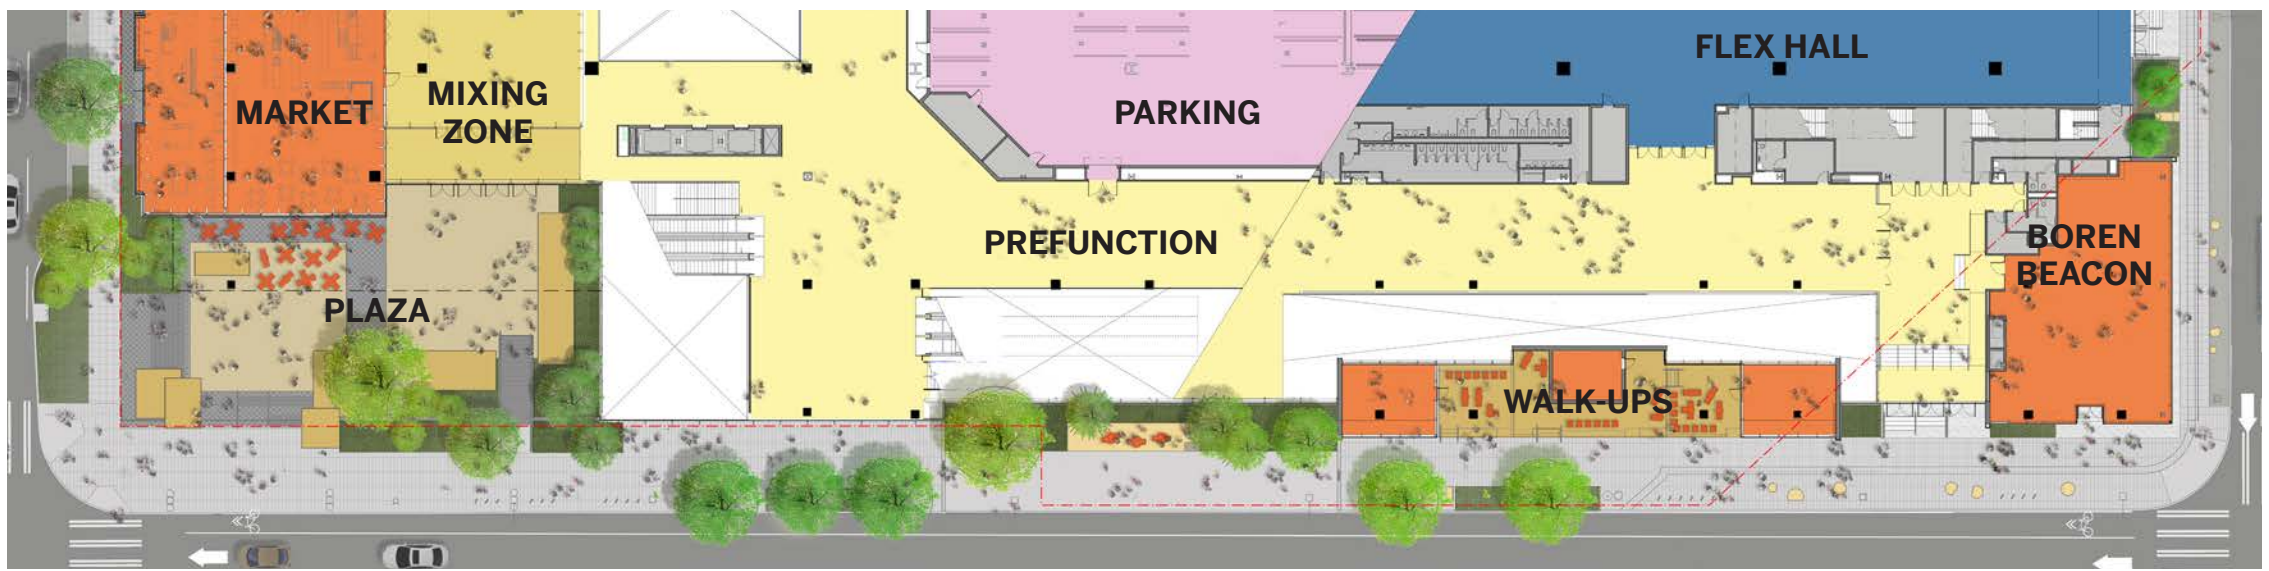 FLEX HALL
MARKET
MIXING
ZONE
PARKING
PREFUNCTION
BOREN
BEACON
PLAZA
WALK-UPS